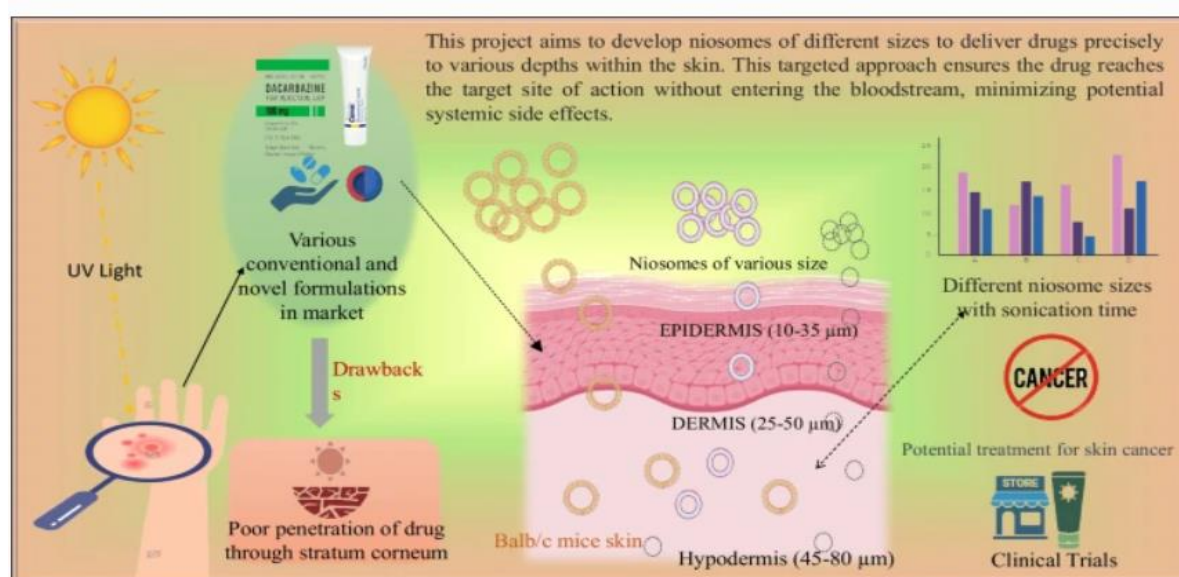 This project aims to develop niosomes of different sizes to deliver drugs precisely
to various depths within the skin. This targeted approach ensures the drug reaches
the target site of action without entering the bloodstream, minimizing potential
systemic side effects.
DACARBAZINE
UV Light
Various
conventional and
novel formulations
in market
Drawback
s
Poor penetration of drug
through stratum corneum
Niosomes of various size
EPIDERMIS (10-35 µm)
DERMIS (25-50 µm)
Balb/c mice skin
Hypodermis (45-80 µm)
Different niosome sizes
with sonication time
CANCER
Potential treatment for skin cancer
STORE
Clinical Trials